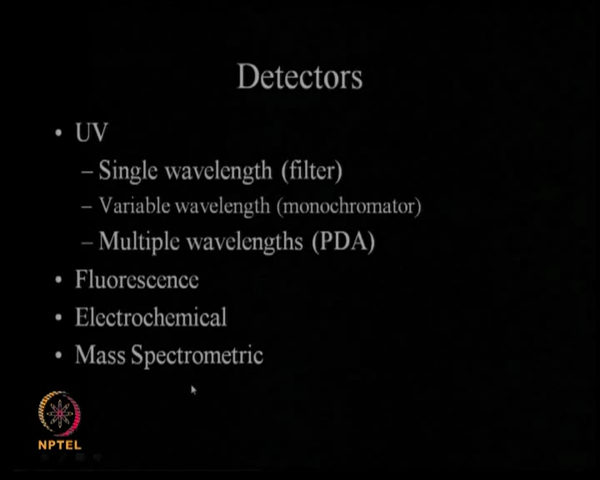 Detectors
• UV
– Single wavelength (filter)
– Variable wavelength (monochromator)
– Multiple wavelengths (PDA)
• Fluorescence
• Electrochemical
• Mass Spectrometric
NPTEL